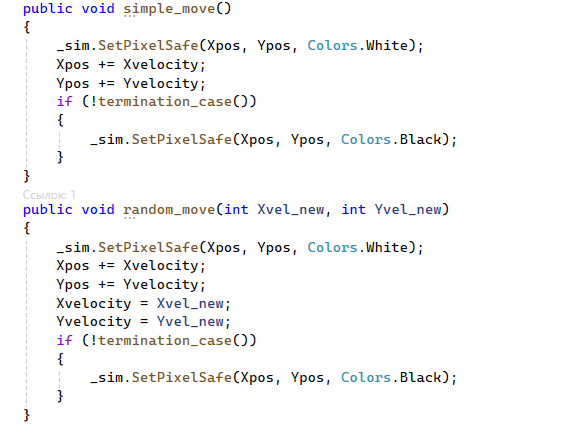 public void simple_move()
{
    _sim.SetPixelSafe(Xpos, Ypos, Colors.White);
    Xpos += Xvelocity;
    Ypos += Yvelocity;
    if (!termination_case())
    {
        _sim.SetPixelSafe(Xpos, Ypos, Colors.Black);
    }
}
Ссылок: 1
public void random_move(int Xvel_new, int Yvel_new)
{
    _sim.SetPixelSafe(Xpos, Ypos, Colors.White);
    Xpos += Xvelocity;
    Ypos += Yvelocity;
    Xvelocity = Xvel_new;
    Yvelocity = Yvel_new;
    if (!termination_case())
    {
        _sim.SetPixelSafe(Xpos, Ypos, Colors.Black);
    }
}